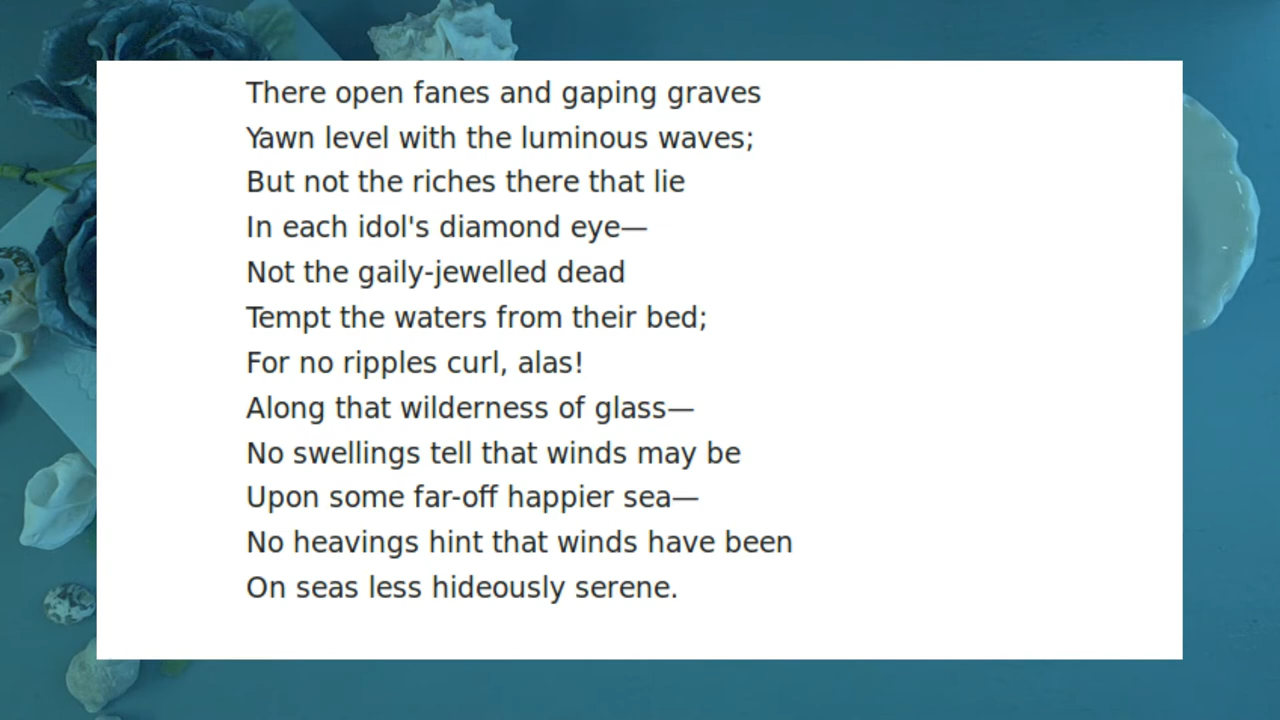 There open fanes and gaping graves
Yawn level with the luminous waves;
But not the riches there that lie
In each idol's diamond eye—
Not the gaily-jewelled dead
Tempt the waters from their bed;
For no ripples curl, alas!
Along that wilderness of glass—
No swellings tell that winds may be
Upon some far-off happier sea—
No heavings hint that winds have been
On seas less hideously serene.